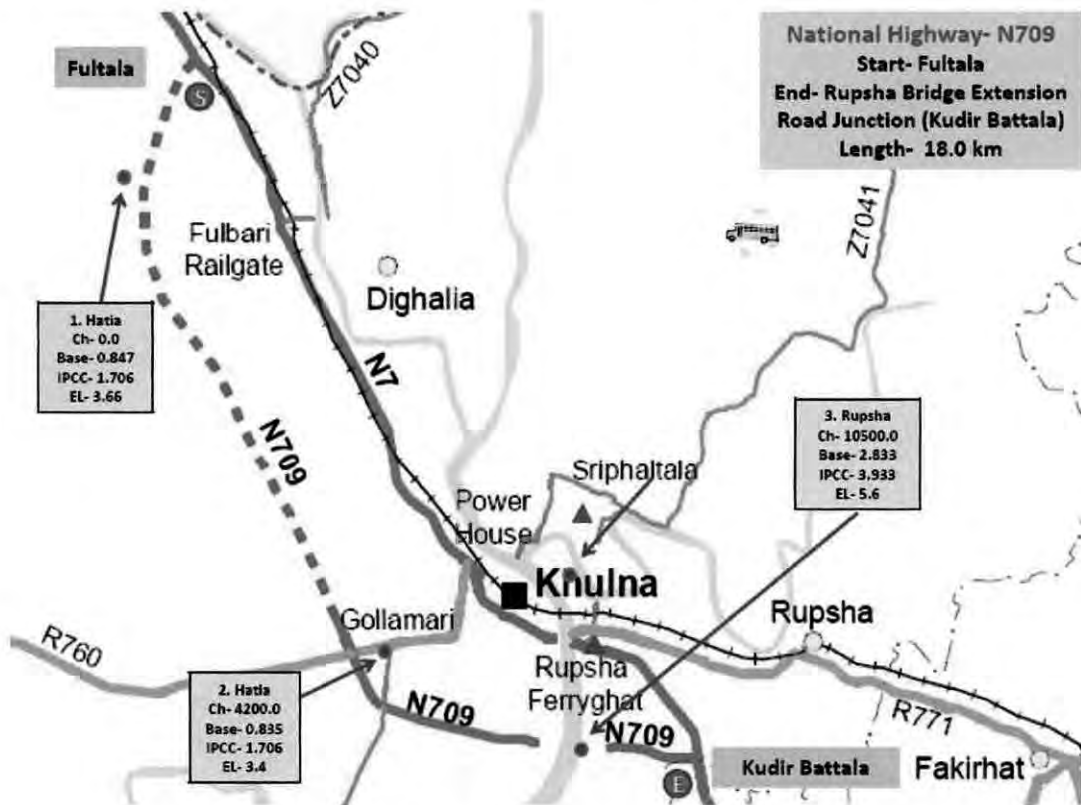 Fultala
S
Z7040
National Highway- N709
Start- Fultala
End- Rupsha Bridge Extension
Road Junction (Kudir Battala)
Length- 18.0 km
Z7041
Fulbari
Railgate
Dighalia
1. Hatia
Ch- 0.0
Base- 0.847
IPCC- 1.706
EL- 3.66
N7
N709
3. Rupsha
Ch- 10500.0
Base- 2.833
IPCC- 3.933
EL- 5.6
Sriphaltala
Power
House
Khulna
Gollamari
Rupsha
R760
Rupsha
Ferryghat
2. Hatia
Ch- 4200.0
Base- 0.835
IPCC- 1.706
EL- 3.4
N709
N709
R771
E
Kudir Battala
Fakirhat